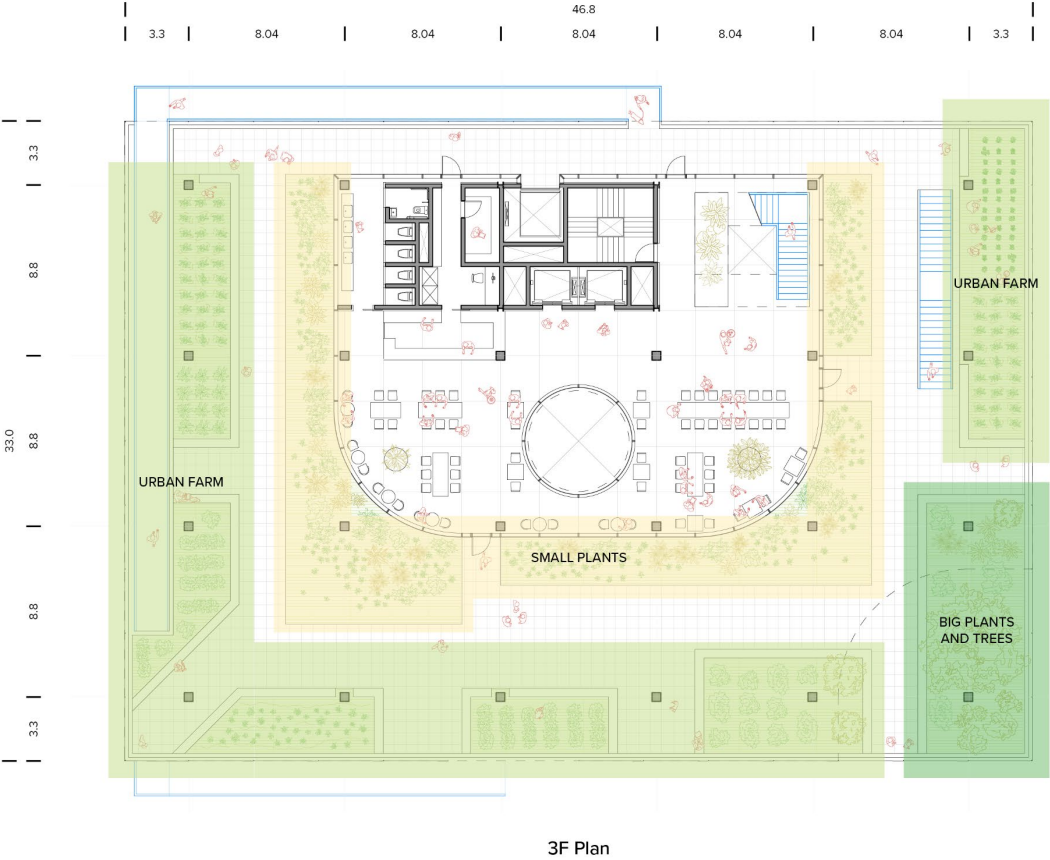 46.8
3.3 8.04 8.04 8.04 8.04 8.04 3.3
3.3
8.8
URBAN FARM
33.0
8.8
URBAN FARM
SMALL PLANTS
8.8
BIG PLANTS
AND TREES
3.3
3F Plan